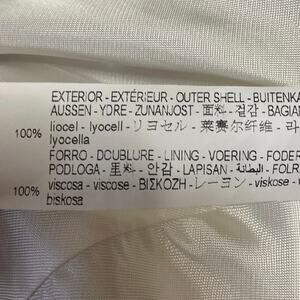 EXTERIOR - EXTÉRIEUR - OUTER SHELL - BUITENKA
AUSSEN - YDRE - ZUNANJOST - 面料 - 겉감 - BAGIAN
100% liocel - lyocell - リヨセル - 莱赛尔纤维 - 라
lyocella
FORRO - DOUBLURE - LINING - VOERING - FODER
PODLOGA - 里料 - 안감 - LAPISAN - البطانة - FOLR
100% viscosa - viscose - ΒΙΣΚΟΖΗ - レーヨン - viskose -
biskosa